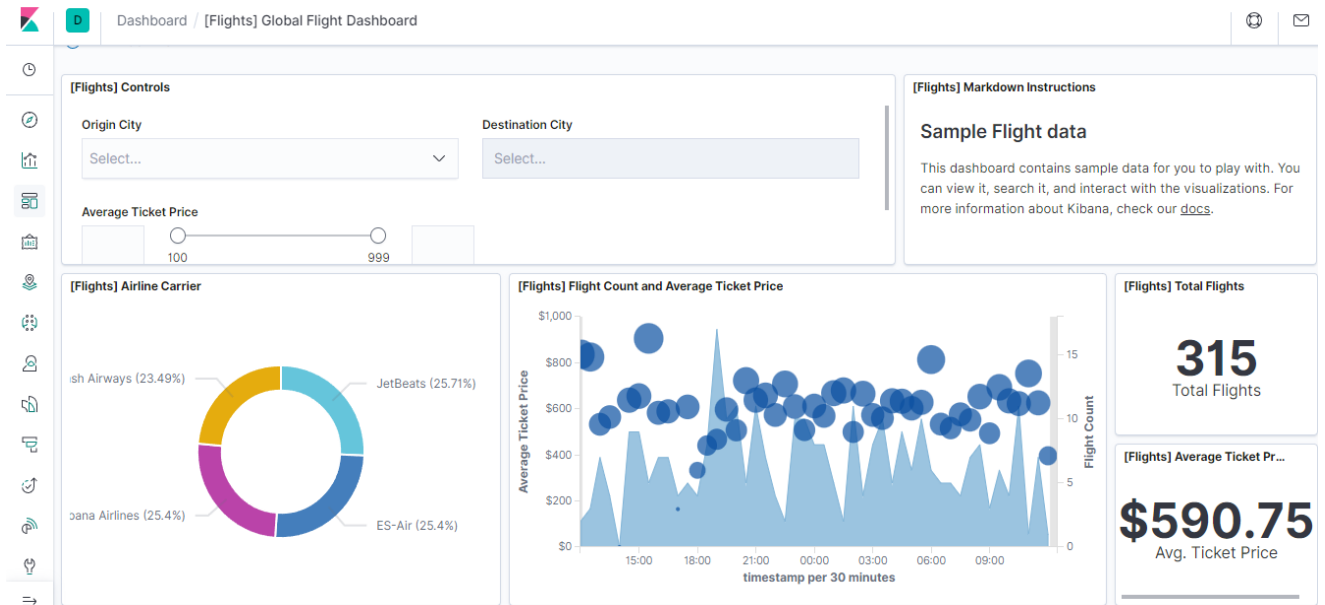 D Dashboard / [Flights] Global Flight Dashboard
[Flights] Controls
Origin City
Select...
Destination City
Select...
Average Ticket Price
100
999
[Flights] Markdown Instructions
Sample Flight data
This dashboard contains sample data for you to play with. You
can view it, search it, and interact with the visualizations. For
more information about Kibana, check our docs.
[Flights] Airline Carrier
sh Airways (23.49%)
JetBeats (25.71%)
bana Airlines (25.4%)
ES-Air (25.4%)
[Flights] Flight Count and Average Ticket Price
Average Ticket Price
$1,000
$800
$600
$400
$200
$0
15
10
5
0
Flight Count
15:00 18:00 21:00 00:00 03:00 06:00 09:00
timestamp per 30 minutes
[Flights] Total Flights
315
Total Flights
[Flights] Average Ticket Pr...
$590.75
Avg. Ticket Price